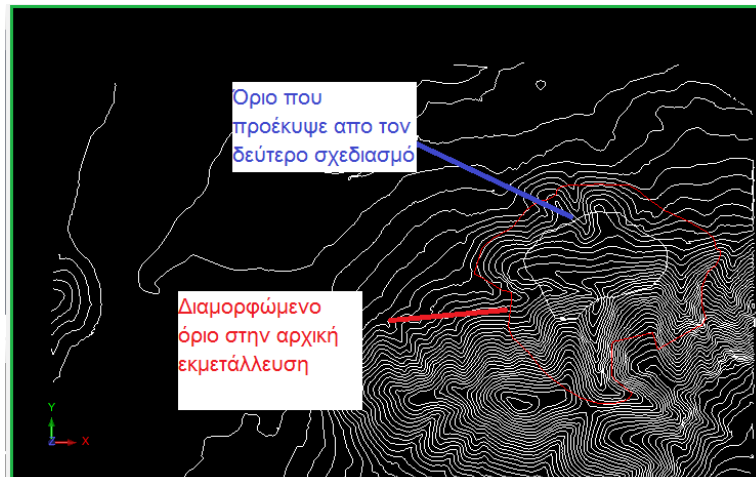 Όριο που
προέκυψε απο τον
δεύτερο σχεδιασμό
Διαμορφώμενο
όριο στην αρχική
εκμετάλλευση
Y
Z
X